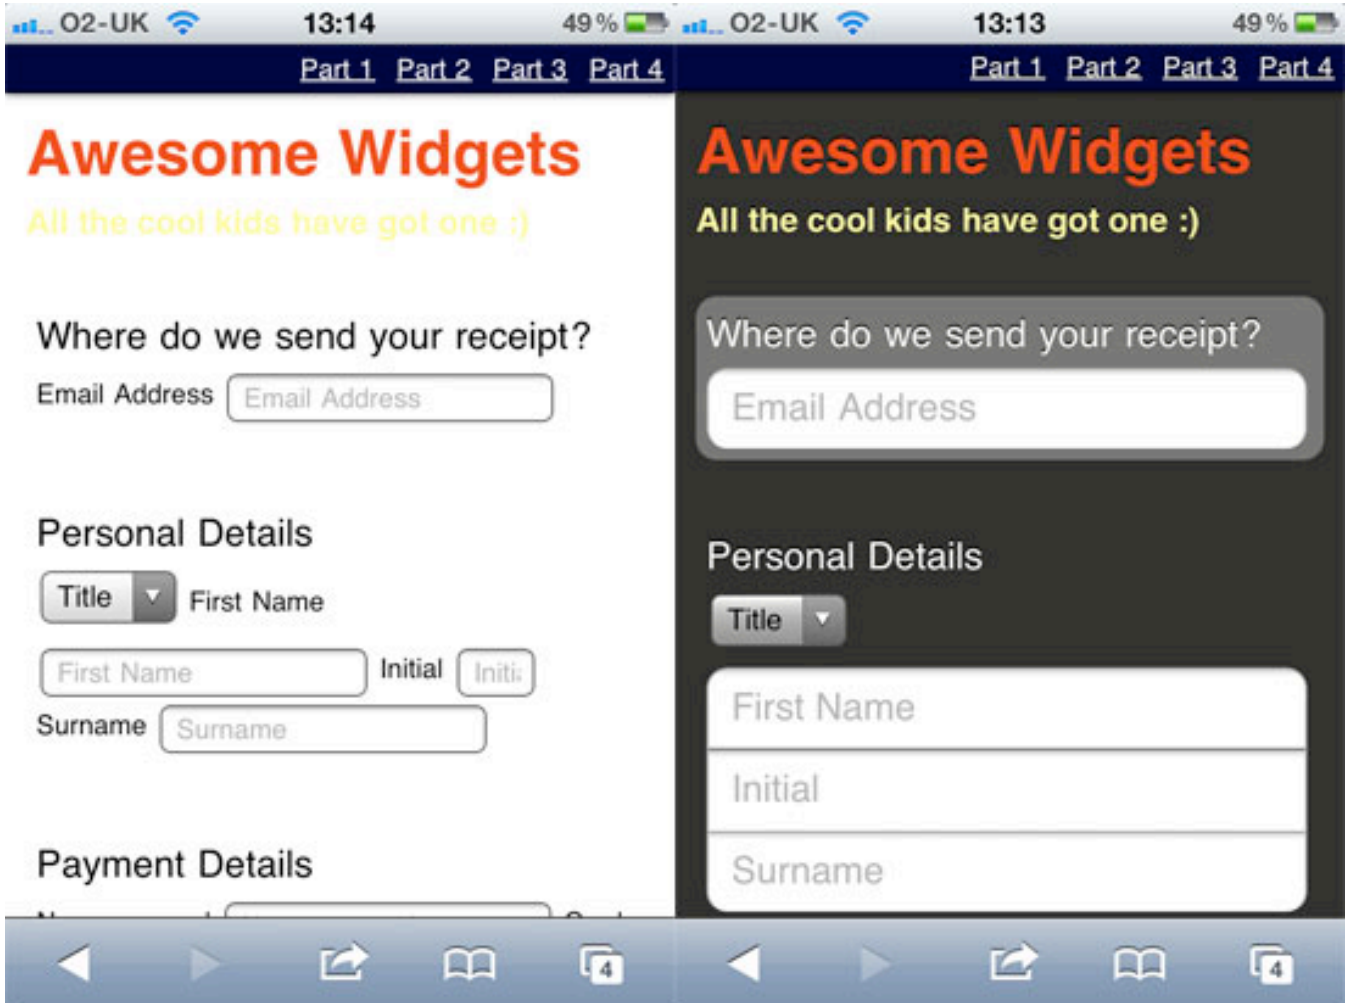 O2-UK 13:14 49%
Part 1 Part 2 Part 3 Part 4
Awesome Widgets
All the cool kids have got one :)
Where do we send your receipt?
Email Address Email Address
Personal Details
Title First Name
First Name Initial Initi
Surname Surname
Payment Details
4
O2-UK 13:13 49%
Part 1 Part 2 Part 3 Part 4
Awesome Widgets
All the cool kids have got one :)
Where do we send your receipt?
Email Address
Personal Details
Title
First Name
Initial
Surname
4